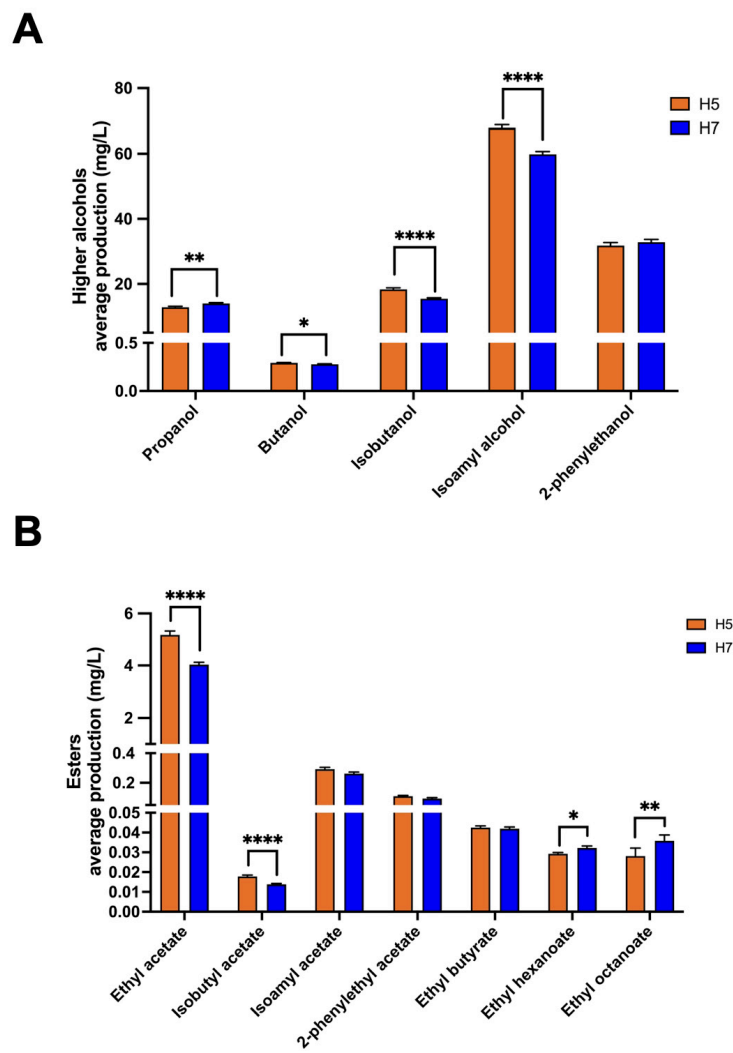 A
Higher alcohols
average production (mg/L)
80
60
40
20
0.5
0.0
**
*
****
****
H5
H7
Propanol
Butanol
Isobutanol
Isoamyl alcohol
2-phenylethanol
B
Esters
average production (mg/L)
6
4
2
0.4
0.2
0.05
0.04
0.03
0.02
0.01
0.00
****
****
*
**
H5
H7
Ethyl acetate
Isobutyl acetate
Isoamyl acetate
2-phenylethyl acetate
Ethyl butyrate
Ethyl hexanoate
Ethyl octanoate